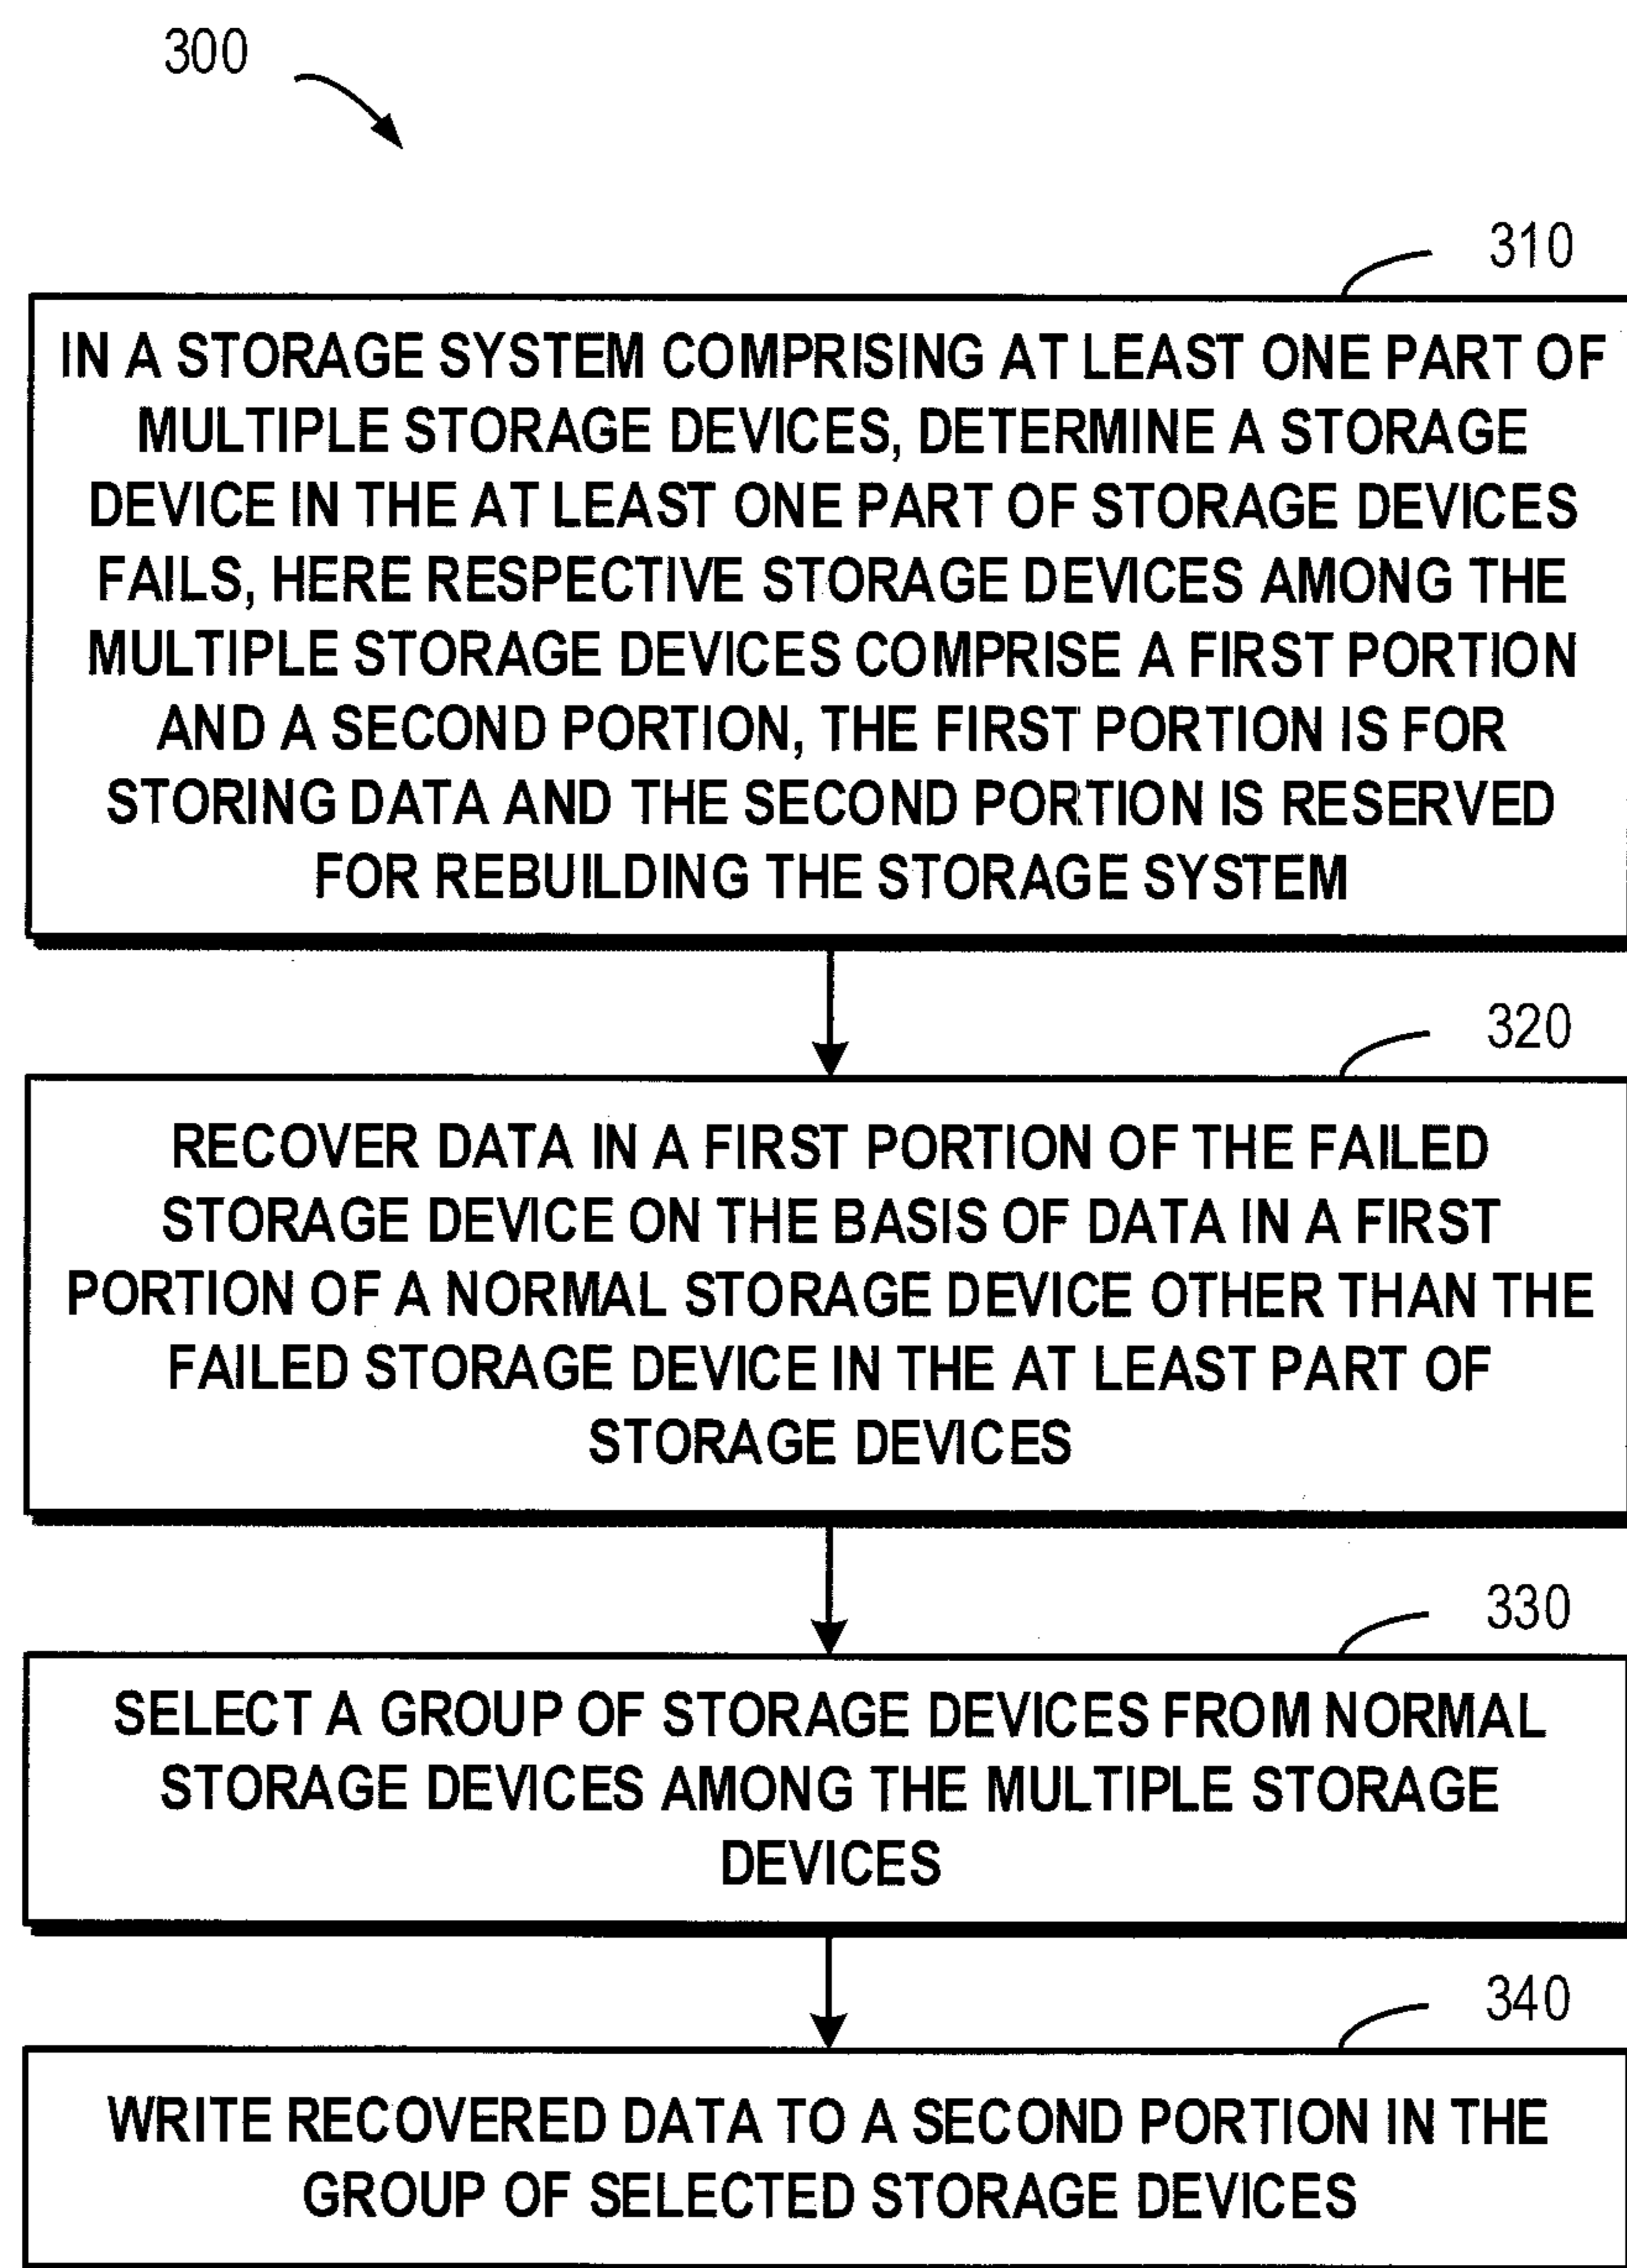 300
310
IN A STORAGE SYSTEM COMPRISING AT LEAST ONE PART OF
MULTIPLE STORAGE DEVICES, DETERMINE A STORAGE
DEVICE IN THE AT LEAST ONE PART OF STORAGE DEVICES
FAILS, HERE RESPECTIVE STORAGE DEVICES AMONG THE
MULTIPLE STORAGE DEVICES COMPRISE A FIRST PORTION
AND A SECOND PORTION, THE FIRST PORTION IS FOR
STORING DATA AND THE SECOND PORTION IS RESERVED
FOR REBUILDING THE STORAGE SYSTEM
320
RECOVER DATA IN A FIRST PORTION OF THE FAILED
STORAGE DEVICE ON THE BASIS OF DATA IN A FIRST
PORTION OF A NORMAL STORAGE DEVICE OTHER THAN THE
FAILED STORAGE DEVICE IN THE AT LEAST PART OF
STORAGE DEVICES
330
SELECT A GROUP OF STORAGE DEVICES FROM NORMAL
STORAGE DEVICES AMONG THE MULTIPLE STORAGE
DEVICES
340
WRITE RECOVERED DATA TO A SECOND PORTION IN THE
GROUP OF SELECTED STORAGE DEVICES